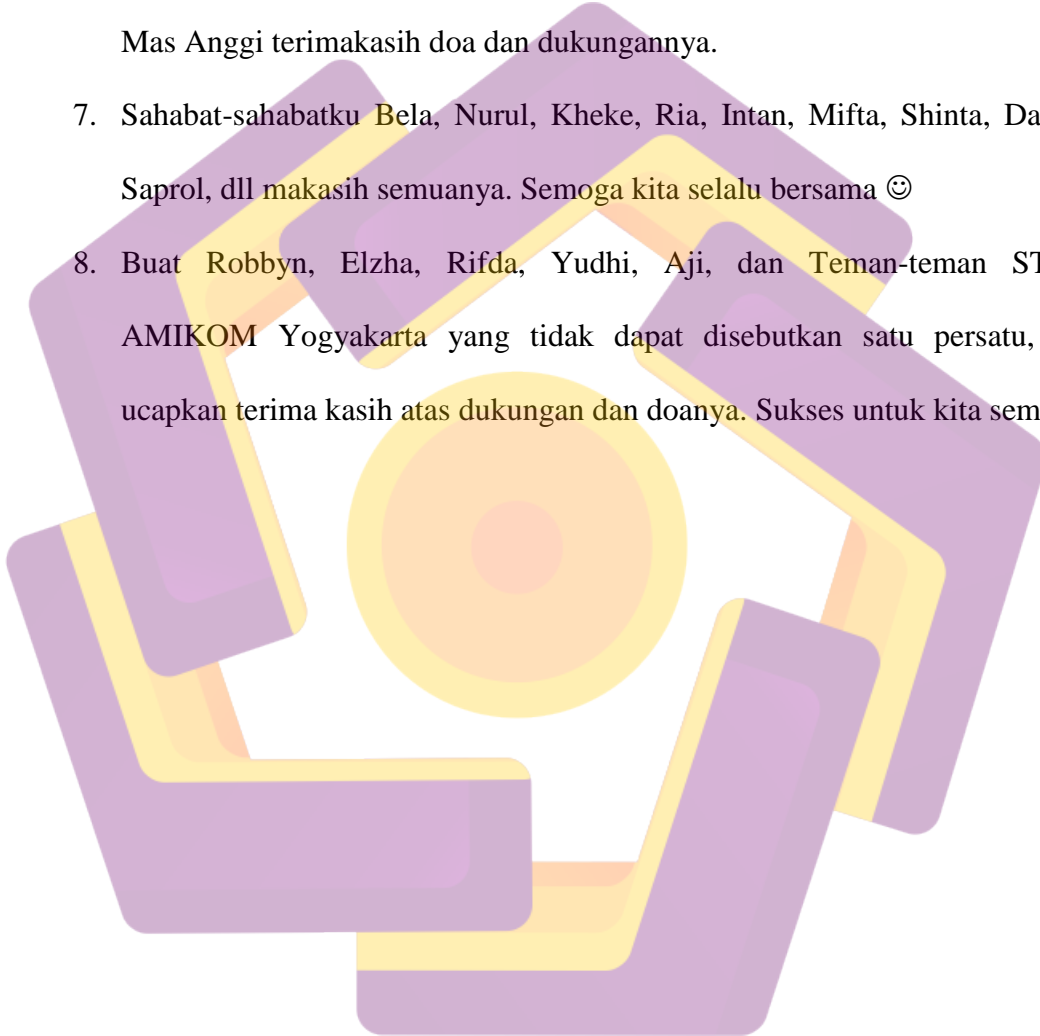 Mas Anggi terimakasih doa dan dukungannya.
7. Sahabat-sahabatku Bela, Nurul, Kheke, Ria, Intan, Mifta, Shinta,
Saprol, dll makasih semuanya. Semoga kita selalu bersama ☺
8. Buat Robbyn, Elzha, Rifda, Yudhi, Aji, dan Teman-teman
AMIKOM Yogyakarta yang tidak dapat disebutkan satu persatu,
ucapkan terima kasih atas dukungan dan doanya. Sukses untuk kita